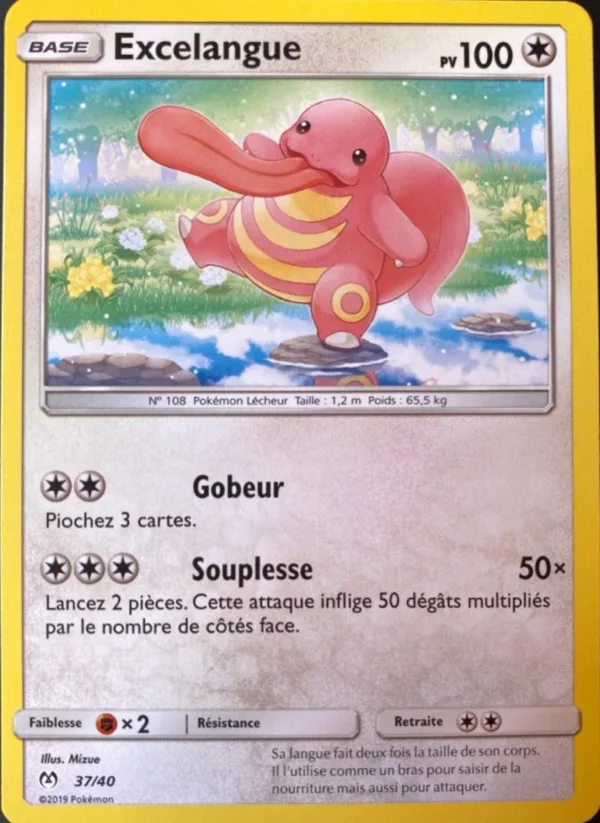 BASE Excelangue PV 100
N° 108 Pokémon Lécheur Taille : 1,2 m Poids : 65,5 kg
Gobeur
Piochez 3 cartes.
Souplesse 50×
Lancez 2 pièces. Cette attaque inflige 50 dégâts multipliés
par le nombre de côtés face.
Faiblesse × 2 Résistance Retraite
Illus. Mizue
37/40
©2019 Pokémon
Sa langue fait deux fois la taille de son corps.
Il l'utilise comme un bras pour saisir de la
nourriture mais aussi pour attaquer.